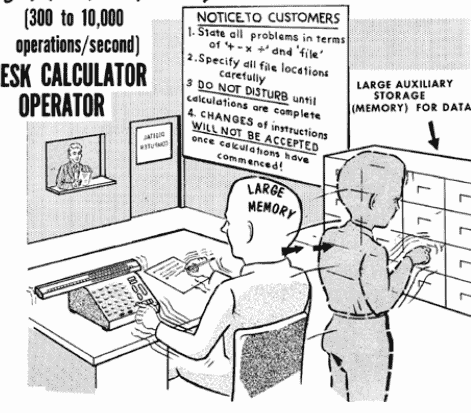 (300 to 10,000
operations/second)
ESK CALCULATOR
OPERATOR
NOTICE TO CUSTOMERS
1. State all problems in terms
of '+ - x ÷' and 'file'
2. Specify all file locations
carefully
3 DO NOT DISTURB until
calculations are complete
4. CHANGES of instructions
WILL NOT BE ACCEPTED
once calculations have
commenced!
LARGE AUXILIARY
STORAGE
(MEMORY) FOR DATA
LARGE
MEMORY